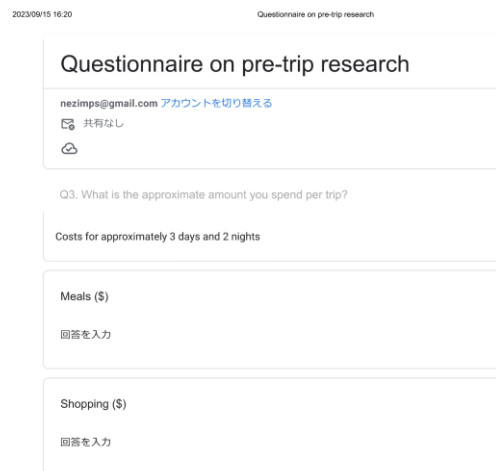 2023/09/15 16:20
Questionnaire on pre-trip research
Questionnaire on pre-trip research
nezimps@gmail.com アカウントを切り替える
共有なし
Q3. What is the approximate amount you spend per trip?
Costs for approximately 3 days and 2 nights
Meals ($)
回答を入力
Shopping ($)
回答を入力